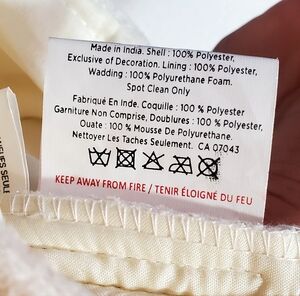 Made in India. Shell : 100% Polyester,
Exclusive of Decoration. Lining : 100% Polyester,
Wadding : 100% Polyurethane Foam.
Spot Clean Only
Fabriqué En Inde. Coquille : 100 % Polyester
Garniture Non Comprise, Doublures : 100% Polyester.
Ouate : 100 % Mousse De Polyurethane.
Nettoyer Les Taches Seulement. CA 07043
KEEP AWAY FROM FIRE / TENIR ÉLOIGNÉ DU FEU
SEULE